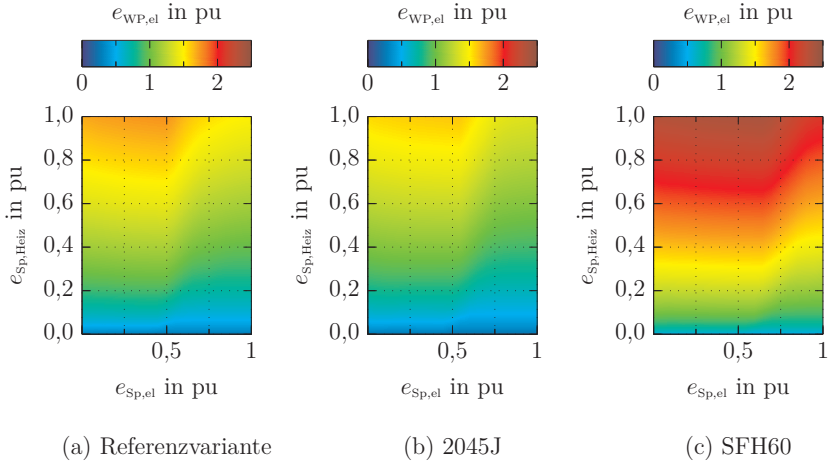 e_WP,el in pu e_WP,el in pu e_WP,el in pu
0 1 2 0 1 2 0 1 2
1,0 1,0 1,0
0,8 0,8 0,8
0,6 0,6 0,6
0,4 0,4 0,4
0,2 0,2 0,2
0,0 0,0 0,0
e_Sp,Heiz in pu e_Sp,Heiz in pu e_Sp,Heiz in pu
0,5 1 0,5 1 0,5 1
e_Sp,el in pu e_Sp,el in pu e_Sp,el in pu
(a) Referenzvariante (b) 2045J (c) SFH60